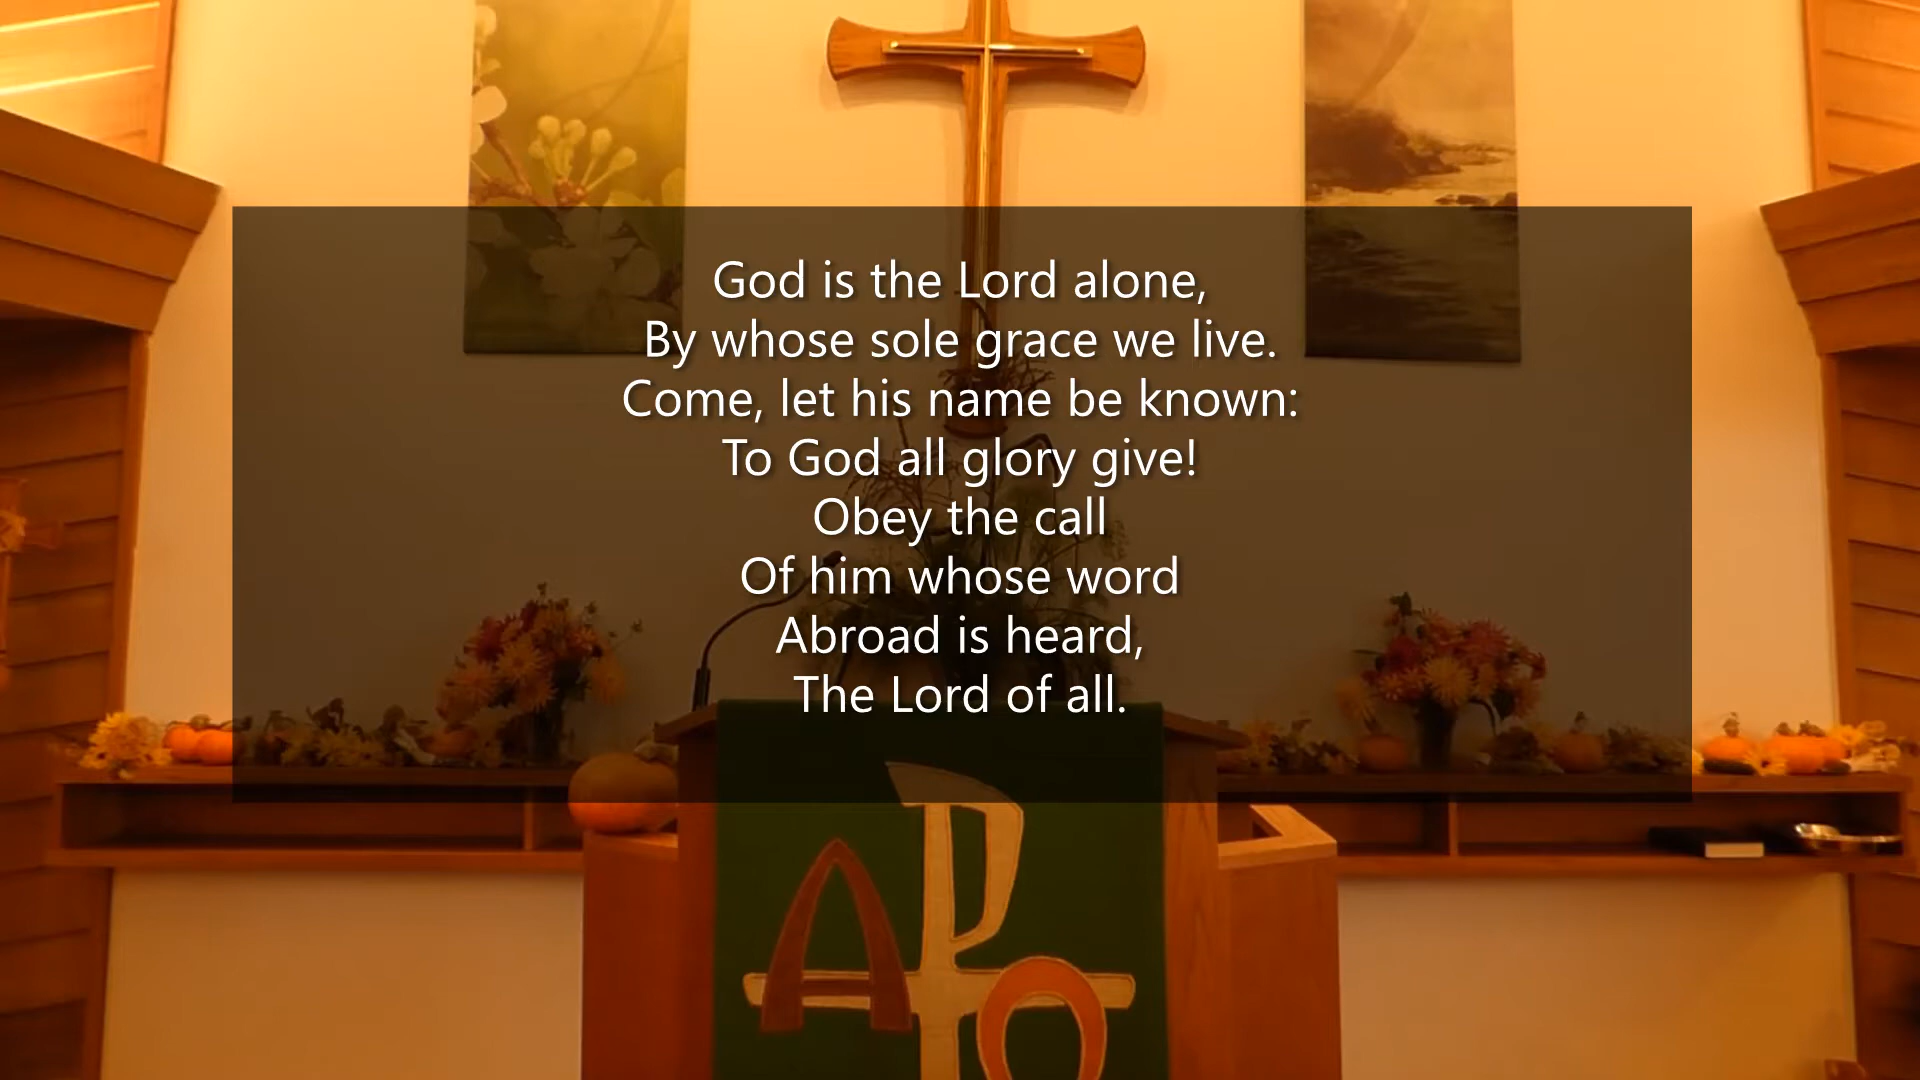 God is the Lord alone,
By whose sole grace we live.
Come, let his name be known:
To God all glory give!
Obey the call
Of him whose word
Abroad is heard,
The Lord of all.